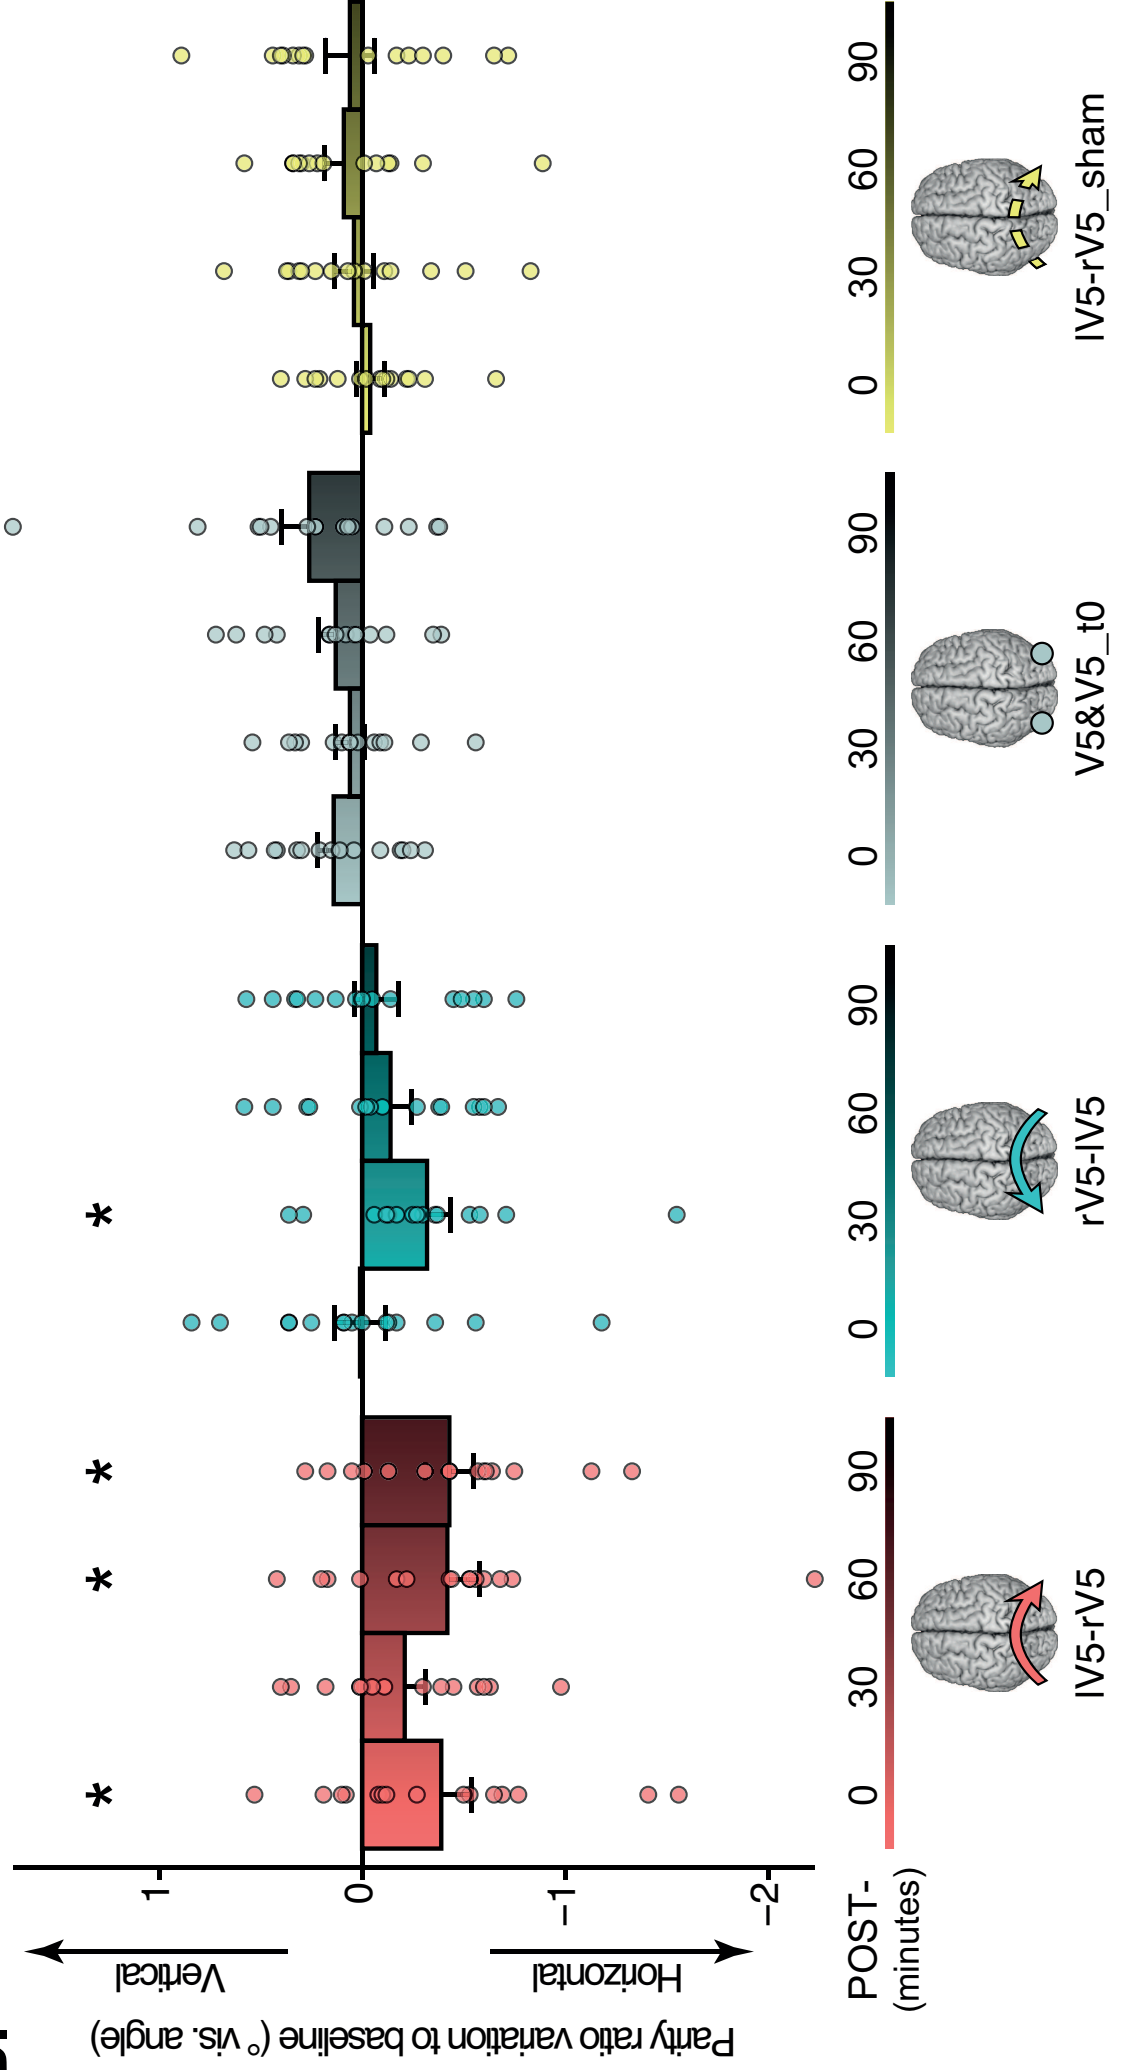 Parity ratio variation to baseline (°vis. angle)
Vertical
Horizontal
1
0
−1
−2
* * * *
POST-
(minutes)
0 30 60 90
0 30 60 90
0 30 60 90
0 30 60 90
lV5-rV5
rV5-lV5
V5&V5_t0
lV5-rV5_sham